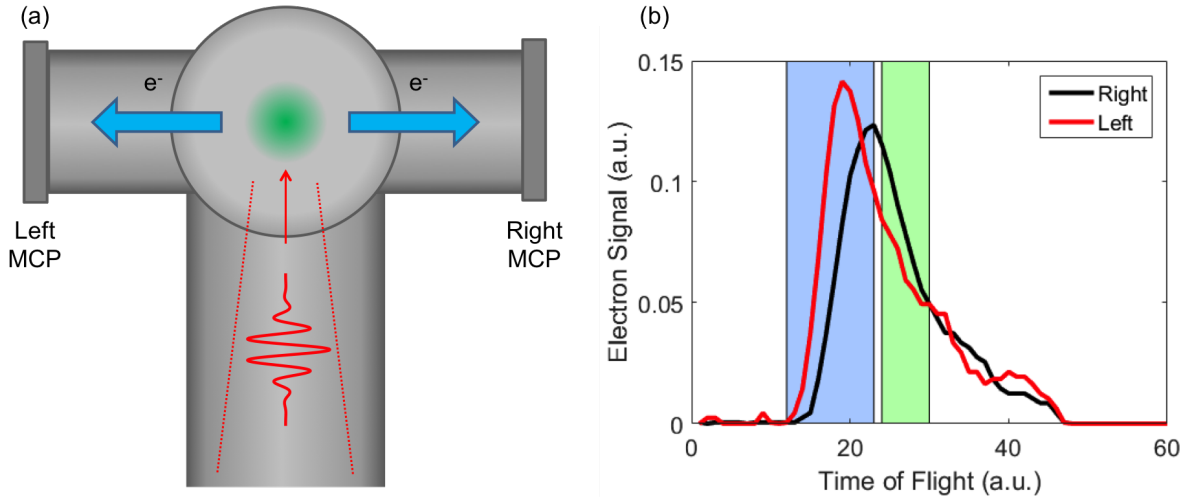 (a)
e-
e-
Left
MCP
Right
MCP
(b)
Electron Signal (a.u.)
0.15
0.1
0.05
0
Right
Left
0
20
40
60
Time of Flight (a.u.)